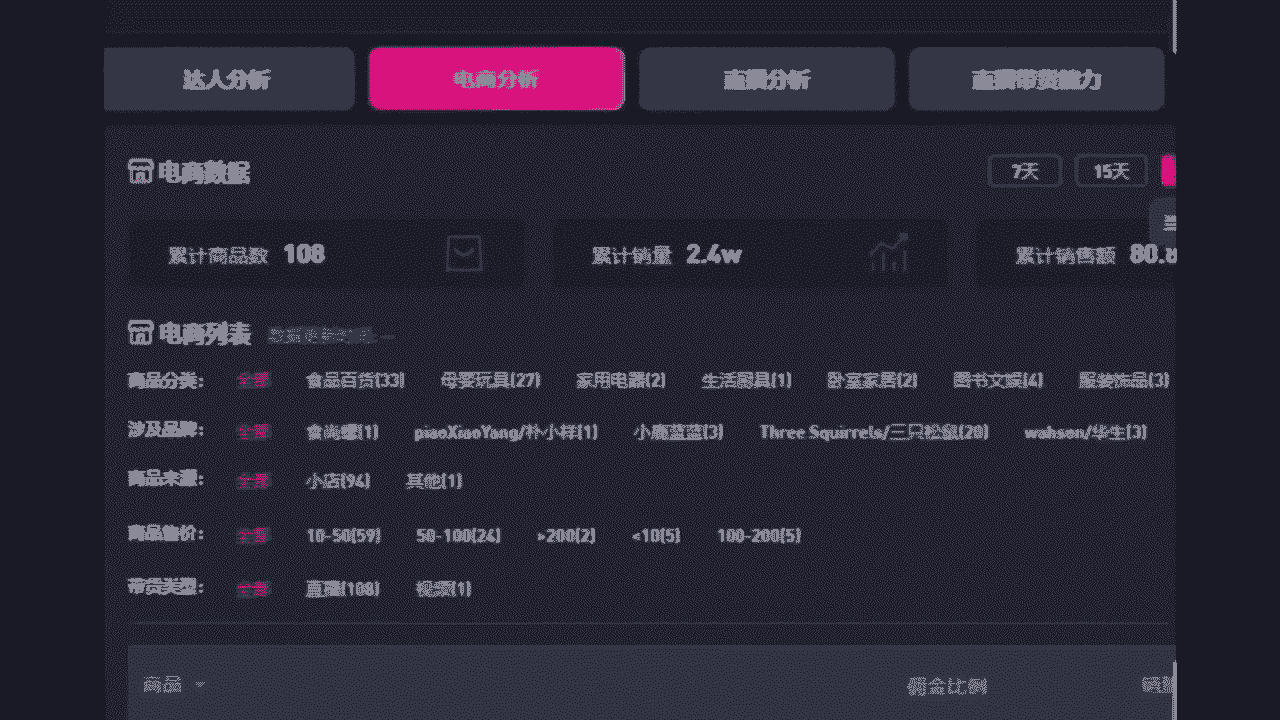 达人分析 电商分析 直播分析 直播带货能力
电商数据 7天 15天
累计商品数 108 累计销量 2.4w 累计销售额 80.
电商列表
商品分类: 全部 食品百货(33) 母婴玩具(27) 家用电器(2) 生活厨具(1) 卧室家居(2) 图书文娱(4) 服装饰品(3)
涉及品牌: 全部 食尚螺(1) piaoXiaoYang/朴小样(1) 小鹿蓝蓝(3) Three Squirrels/三只松鼠(20) wahson/华生(3)
商品来源: 全部 小店(94) 其他(1)
商品售价: 全部 10-50(59) 50-100(24) >200(2) <10(5) 100-200(5)
带货类型: 全部 直播(108) 视频(1)
商品 佣金比例